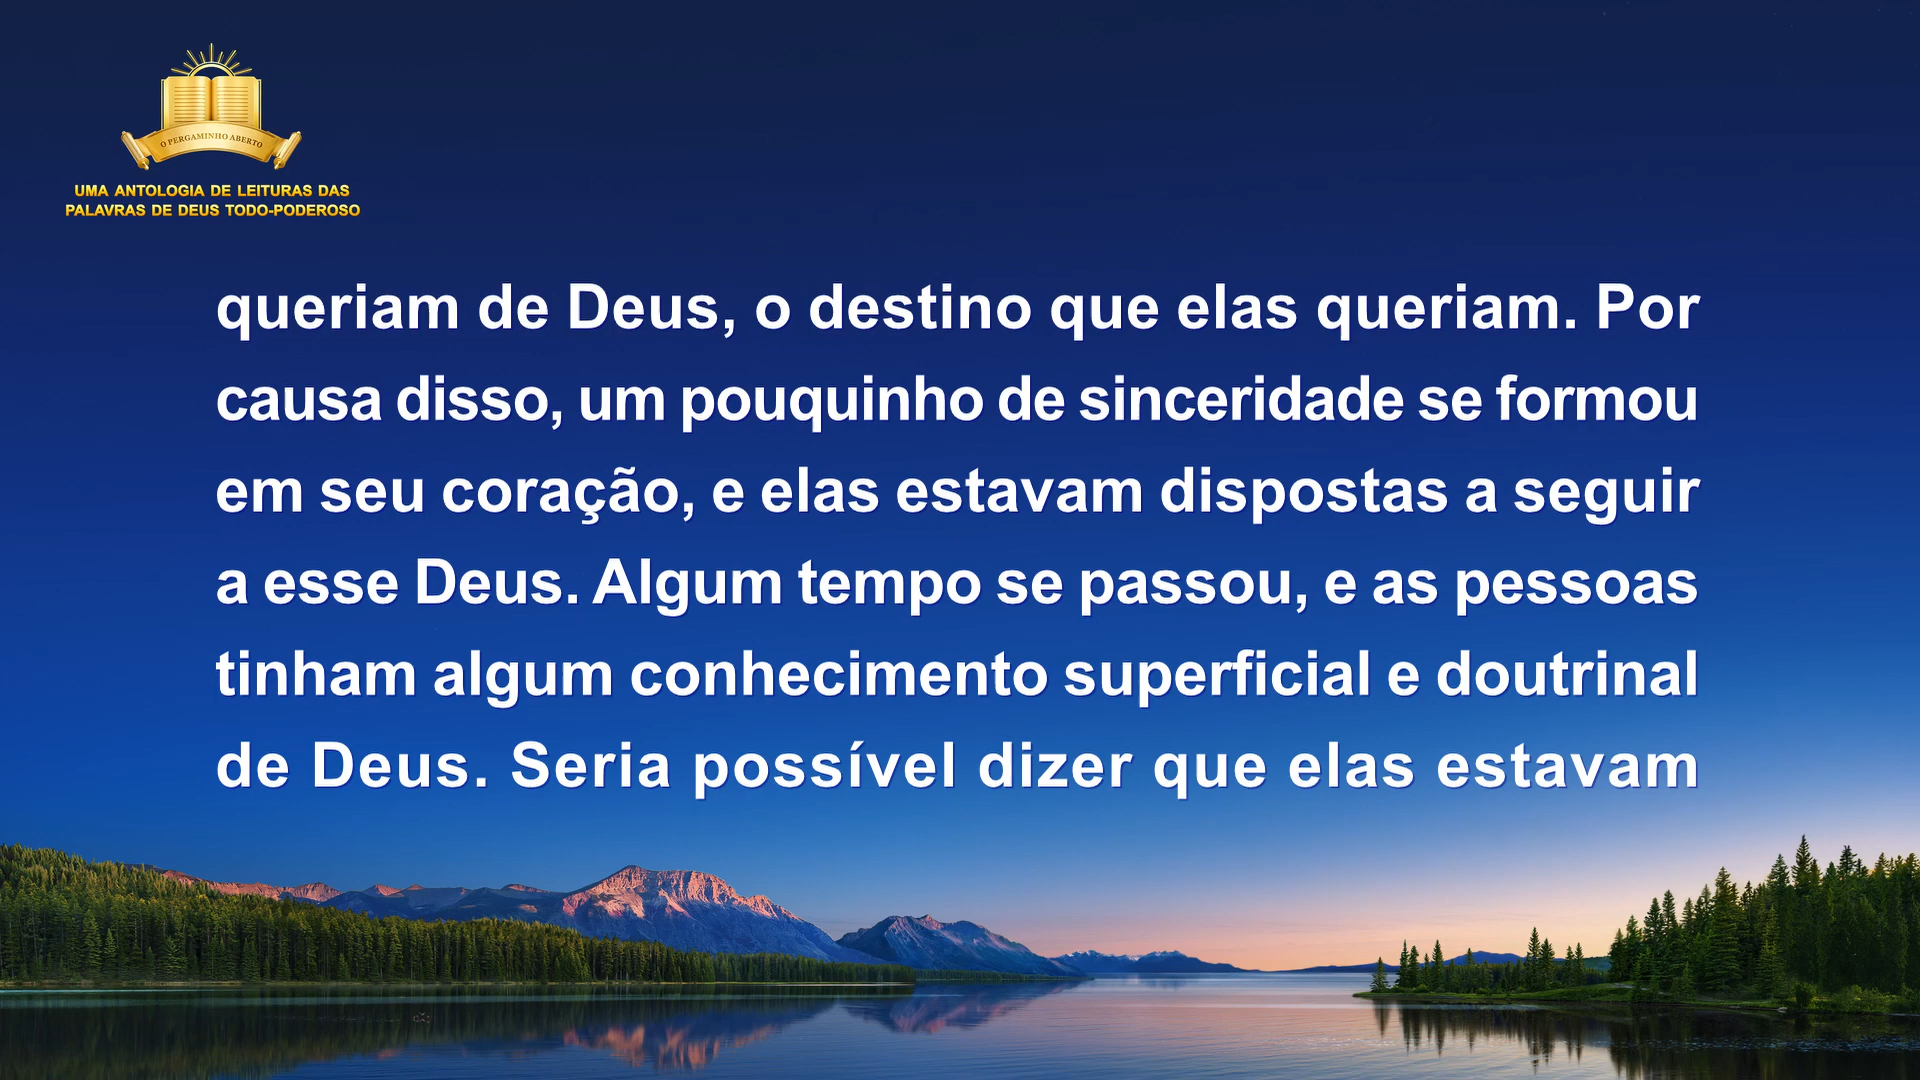 O PERGAMINHO ABERTO
UMA ANTOLOGIA DE LEITURAS DAS
PALAVRAS DE DEUS TODO-PODEROSO
queriam de Deus, o destino que elas queriam. Por
causa disso, um pouquinho de sinceridade se formou
em seu coração, e elas estavam dispostas a seguir
a esse Deus. Algum tempo se passou, e as pessoas
tinham algum conhecimento superficial e doutrinal
de Deus. Seria possível dizer que elas estavam